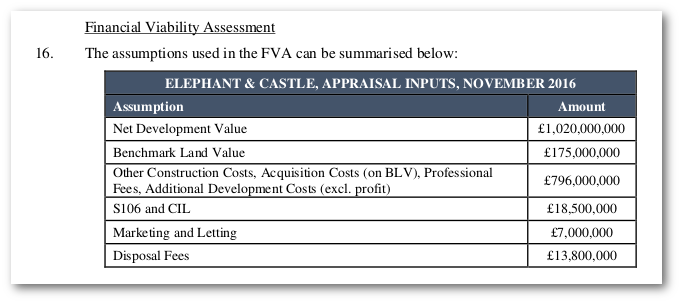 Financial Viability Assessment
16. The assumptions used in the FVA can be summarised below:
ELEPHANT & CASTLE, APPRAISAL INPUTS, NOVEMBER 2016
Assumption Amount
Net Development Value £1,020,000,000
Benchmark Land Value £175,000,000
Other Construction Costs, Acquisition Costs (on BLV), Professional
Fees, Additional Development Costs (excl. profit) £796,000,000
S106 and CIL £18,500,000
Marketing and Letting £7,000,000
Disposal Fees £13,800,000